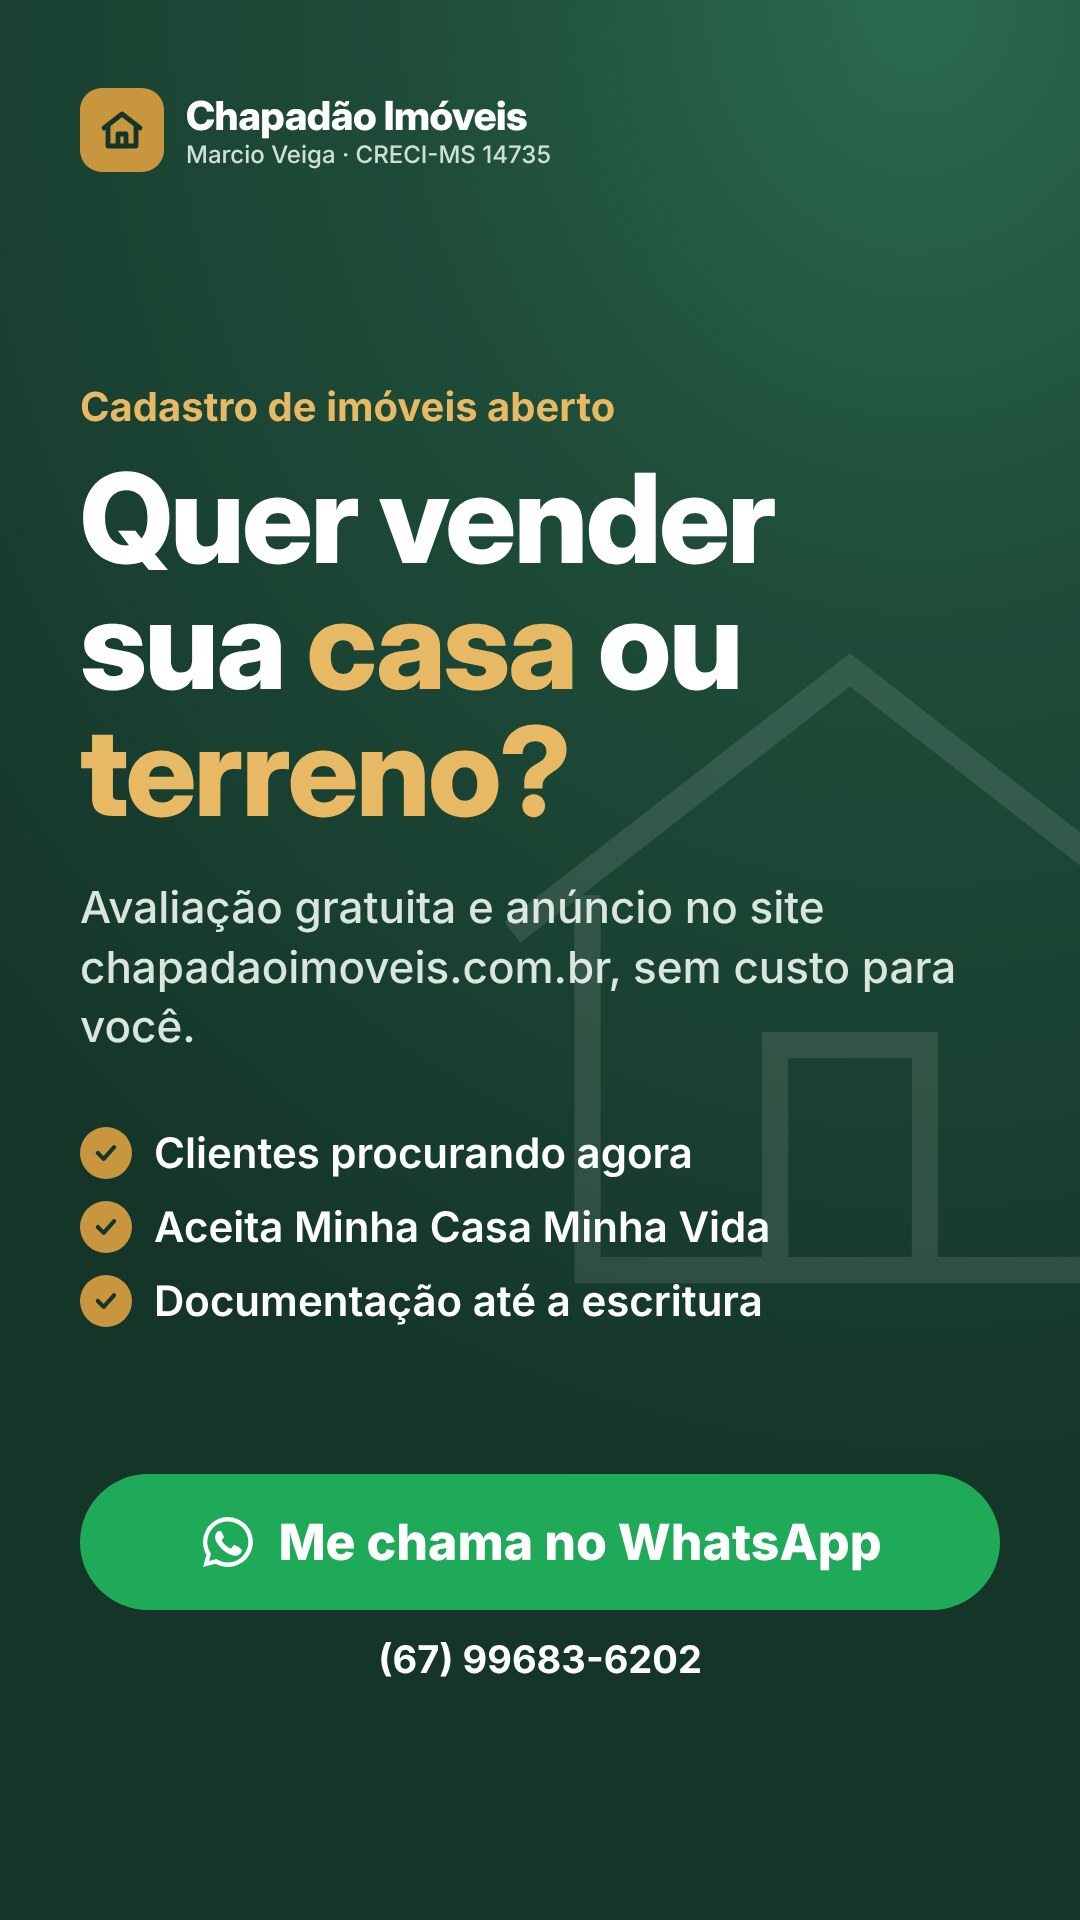 Chapadão Imóveis
Marcio Veiga · CRECI-MS 14735
Cadastro de imóveis aberto
Quer vender
sua casa ou
terreno?
Avaliação gratuita e anúncio no site
chapadaoimoveis.com.br, sem custo para
você.
Clientes procurando agora
Aceita Minha Casa Minha Vida
Documentação até a escritura
Me chama no WhatsApp
(67) 99683-6202